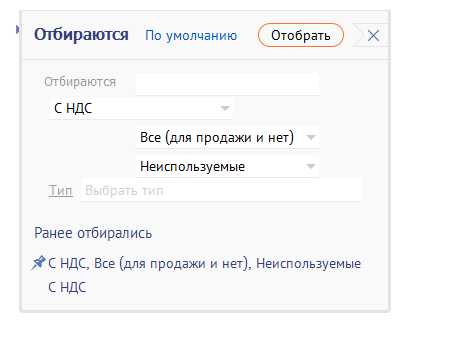 Отбираются По умолчанию Отобрать
Отбираются
С НДС
Все (для продажи и нет)
Неиспользуемые
Тип Выбрать тип
Ранее отбирались
С НДС, Все (для продажи и нет), Неиспользуемые
С НДС